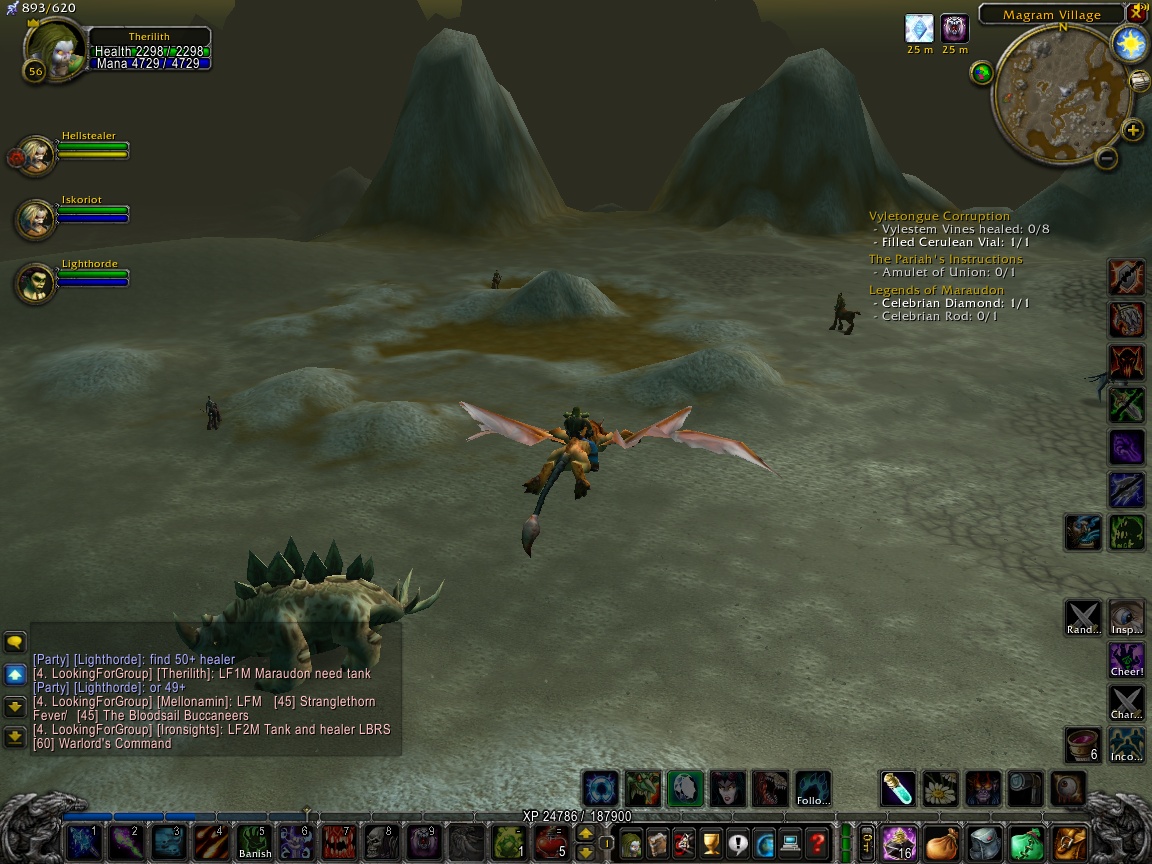 893/620
Therilith
Health 2298 / 2298
Mana 4729 / 4729
56
Hellstealer
Iskoriot
Lighthorde
25 m 25 m
Magram Village
N
Vyletongue Corruption
- Vylestem Vines healed: 0/8
- Filled Cerulean Vial: 1/1
The Pariah's Instructions
- Amulet of Union: 0/1
Legends of Maraudon
- Celebrian Diamond: 1/1
- Celebrian Rod: 0/1
Rand... Insp...
Cheer!
Char...
6 Inco...
[Party] [Lighthorde]: find 50+ healer
[4. LookingForGroup] [Therilith]: LF1M Maraudon need tank
[Party] [Lighthorde]: or 49+
[4. LookingForGroup] [Mellonamin]: LFM [45] Stranglethorn
Fever/ [45] The Bloodsail Buccaneers
[4. LookingForGroup] [Ironsights]: LF2M Tank and healer LBRS
[60] Warlord's Command
Follo...
XP 24786 / 187900
1 2 3 4 5 6 7 8 9
Banish 1 5 1 16